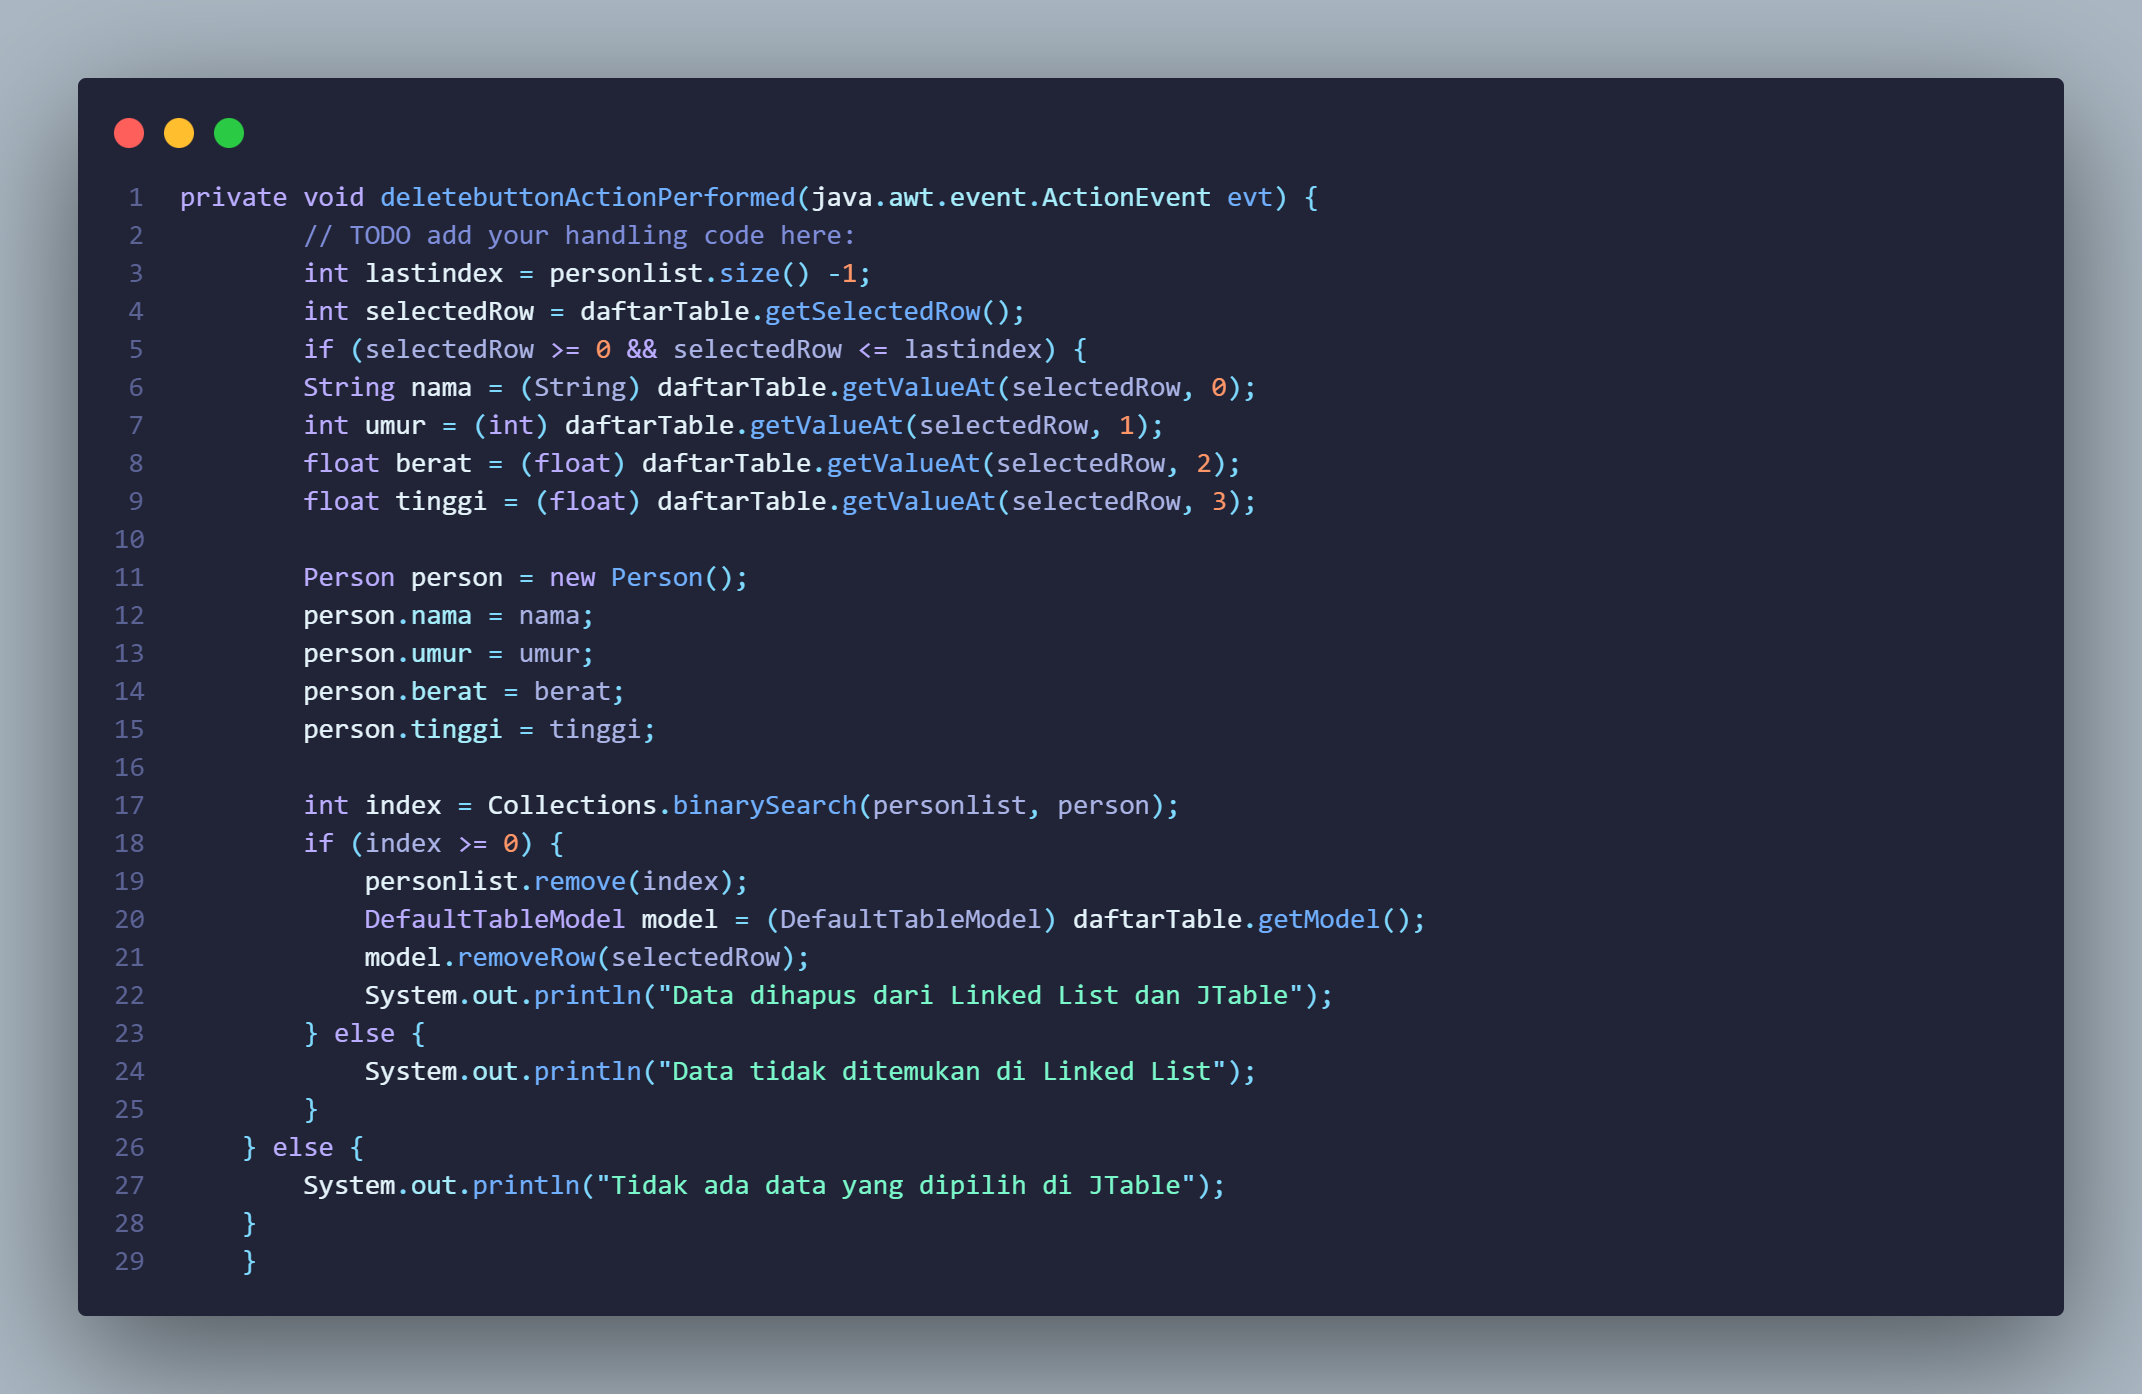 1 private void deletebuttonActionPerformed(java.awt.event.ActionEvent evt) {
2         // TODO add your handling code here:
3         int lastindex = personlist.size() -1;
4         int selectedRow = daftarTable.getSelectedRow();
5         if (selectedRow >= 0 && selectedRow <= lastindex) {
6         String nama = (String) daftarTable.getValueAt(selectedRow, 0);
7         int umur = (int) daftarTable.getValueAt(selectedRow, 1);
8         float berat = (float) daftarTable.getValueAt(selectedRow, 2);
9         float tinggi = (float) daftarTable.getValueAt(selectedRow, 3);
10
11         Person person = new Person();
12         person.nama = nama;
13         person.umur = umur;
14         person.berat = berat;
15         person.tinggi = tinggi;
16
17         int index = Collections.binarySearch(personlist, person);
18         if (index >= 0) {
19             personlist.remove(index);
20             DefaultTableModel model = (DefaultTableModel) daftarTable.getModel();
21             model.removeRow(selectedRow);
22             System.out.println("Data dihapus dari Linked List dan JTable");
23         } else {
24             System.out.println("Data tidak ditemukan di Linked List");
25         }
26     } else {
27         System.out.println("Tidak ada data yang dipilih di JTable");
28     }
29     }